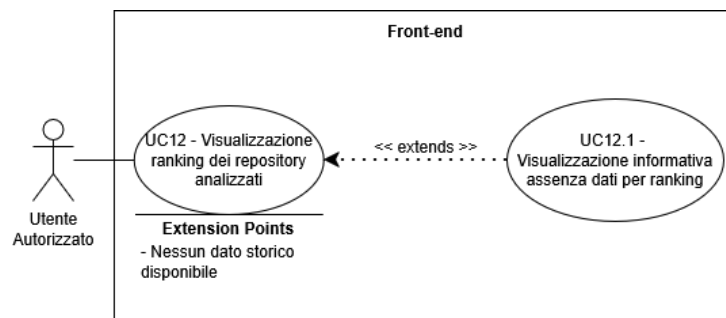 Front-end
UC12 - Visualizzazione
ranking dei repository
analizzati
<< extends >>
UC12.1 -
Visualizzazione informativa
assenza dati per ranking
Utente
Autorizzato
Extension Points
- Nessun dato storico
disponibile